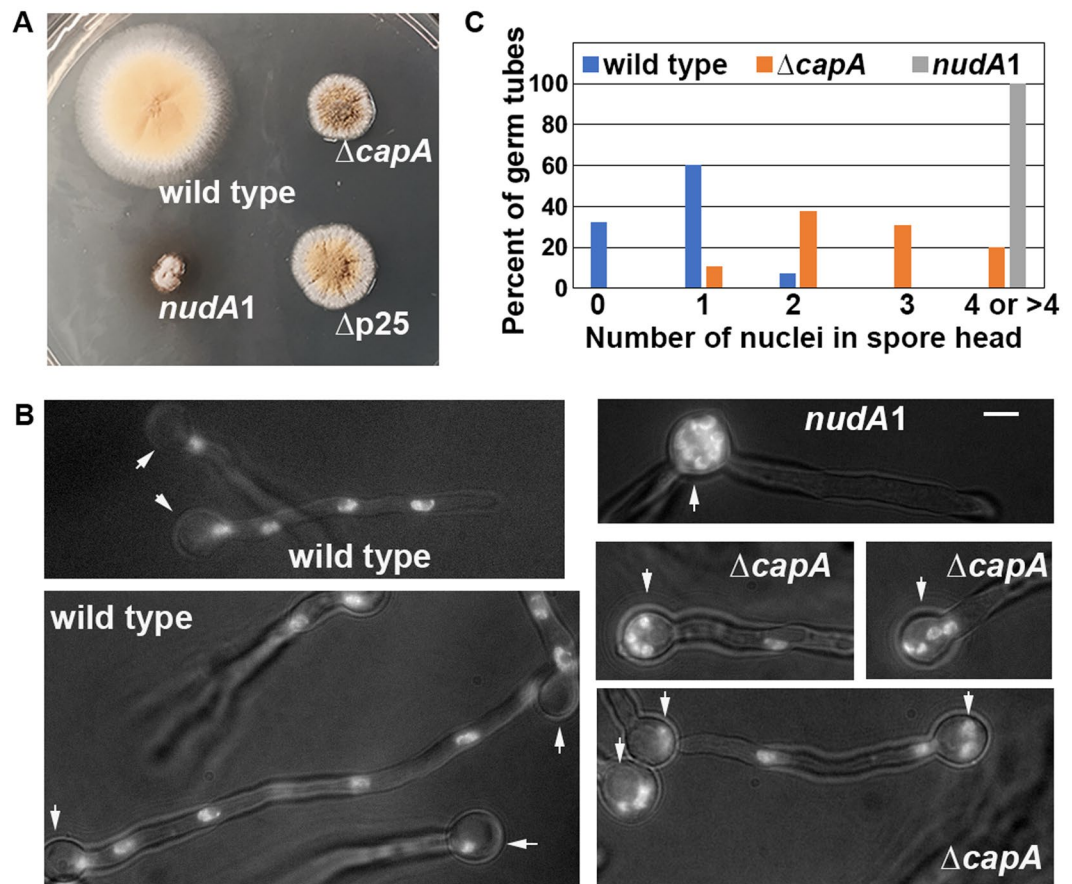 A
wild type
ΔcapA
nudA1
Δp25
C
wild type ΔcapA nudA1
Percent of germ tubes
100
80
60
40
20
0
0 1 2 3 4 or >4
Number of nuclei in spore head
B
wild type
wild type
nudA1
ΔcapA
ΔcapA
ΔcapA